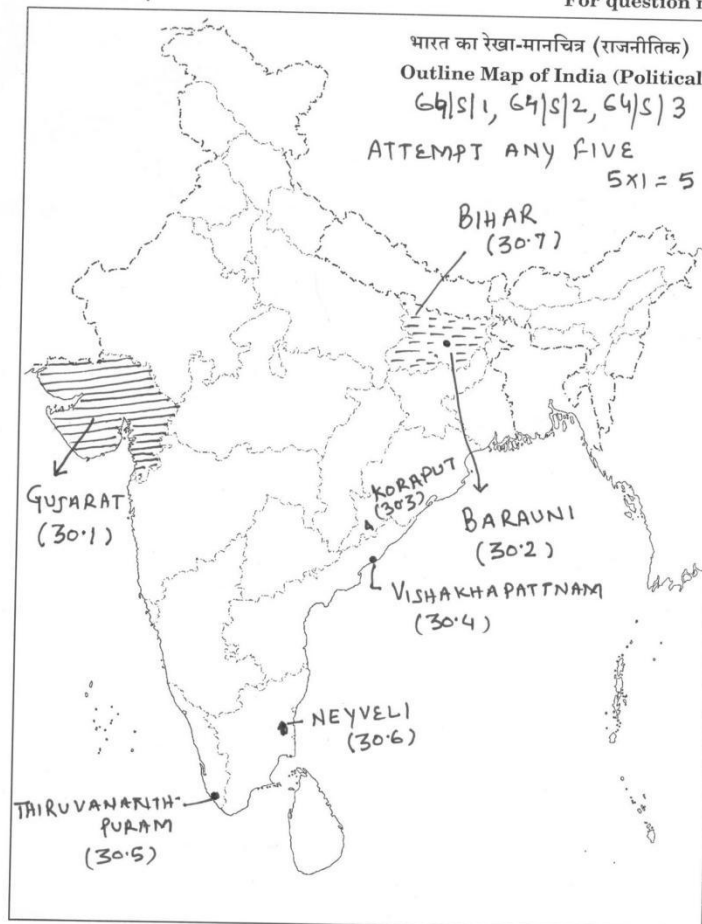 For question n
भारत का रेखा-मानचित्र (राजनीतिक)
Outline Map of India (Political
64|S|1, 64|S|2, 64|S|3
ATTEMPT ANY FIVE
5x1 = 5
BIHAR
(30.7)
GUJARAT
(30.1)
KORAPUT
(30.3)
BARAUNI
(30.2)
VISHAKHAPATTNAM
(30.4)
NEYVELI
(30.6)
THIRUVANANTH-
PURAM
(30.5)